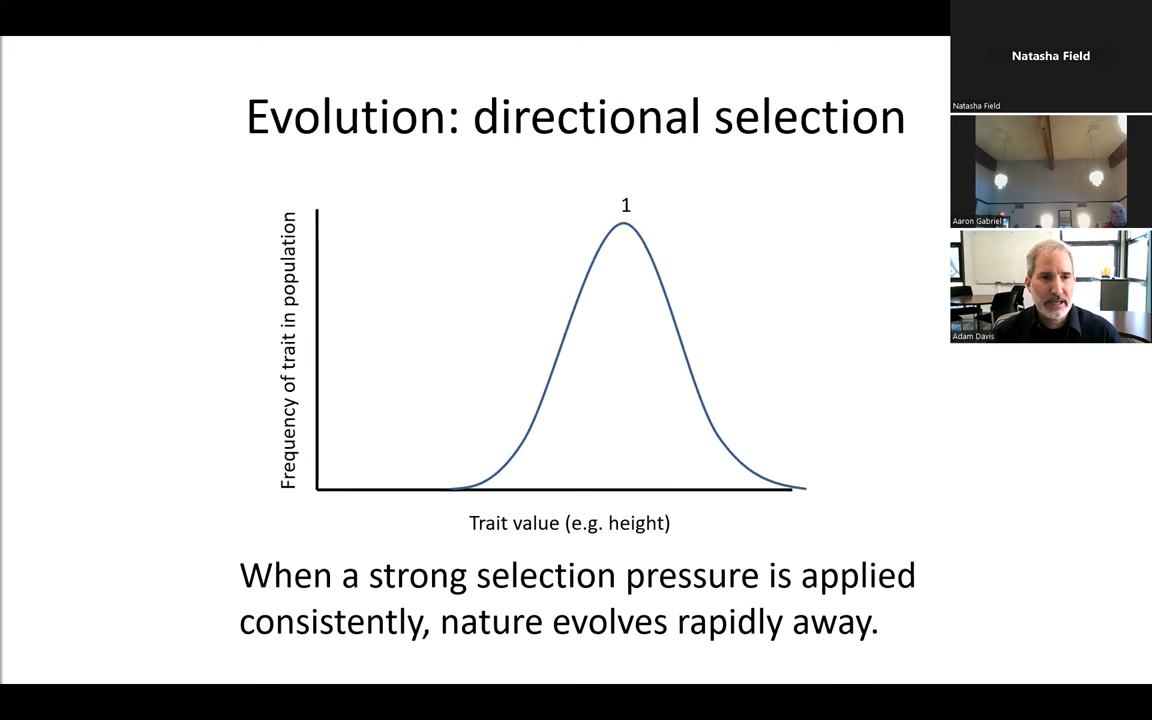 Natasha Field
Natasha Field
Aaron Gabriel
Adam Davis
Evolution: directional selection
1
Frequency of trait in population
Trait value (e.g. height)
When a strong selection pressure is applied
consistently, nature evolves rapidly away.